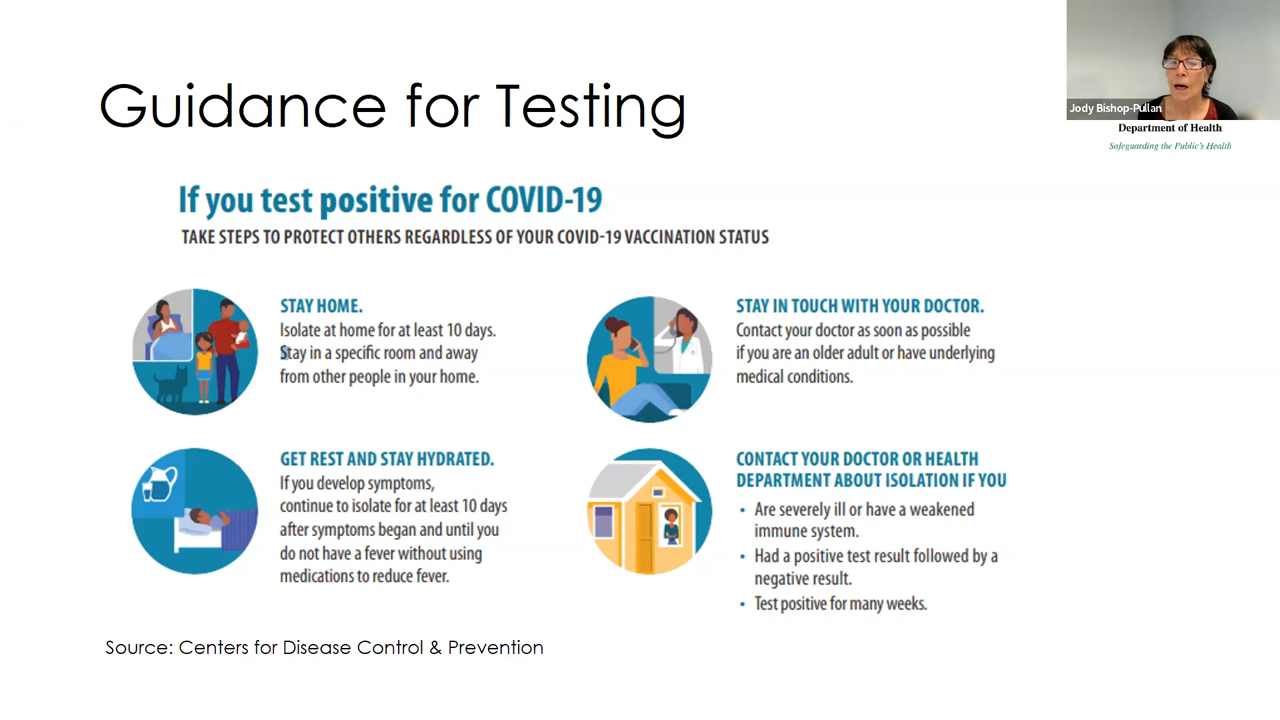 Guidance for Testing
Jody Bishop-Pullan
Department of Health
Safeguarding the Public's Health
If you test positive for COVID-19
TAKE STEPS TO PROTECT OTHERS REGARDLESS OF YOUR COVID-19 VACCINATION STATUS
STAY HOME.
Isolate at home for at least 10 days.
Stay in a specific room and away
from other people in your home.
STAY IN TOUCH WITH YOUR DOCTOR.
Contact your doctor as soon as possible
if you are an older adult or have underlying
medical conditions.
GET REST AND STAY HYDRATED.
If you develop symptoms,
continue to isolate for at least 10 days
after symptoms began and until you
do not have a fever without using
medications to reduce fever.
CONTACT YOUR DOCTOR OR HEALTH
DEPARTMENT ABOUT ISOLATION IF YOU
• Are severely ill or have a weakened
immune system.
• Had a positive test result followed by a
negative result.
• Test positive for many weeks.
Source: Centers for Disease Control & Prevention